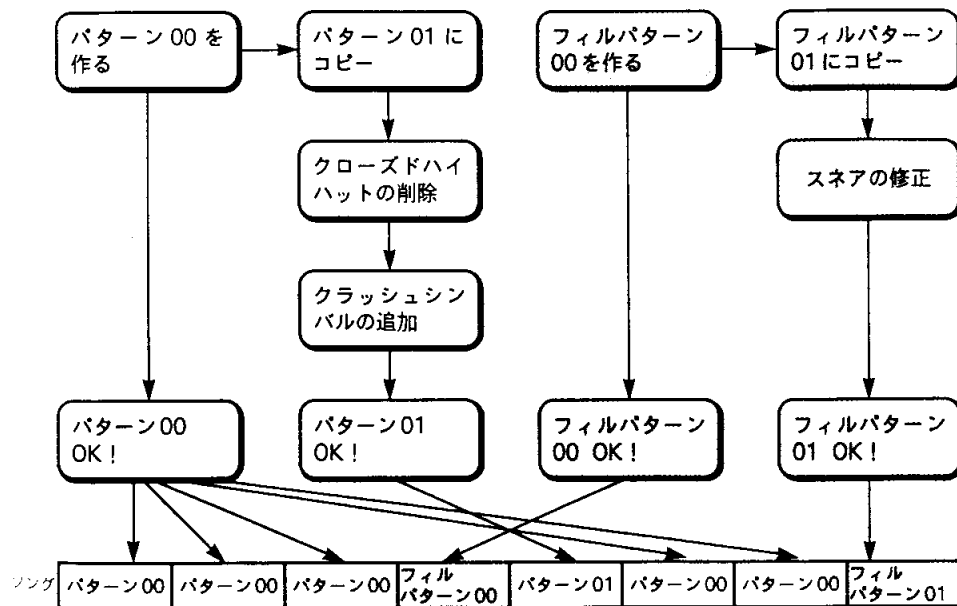 パターン00を
作る
パターン01に
コピー
フィルパターン
00を作る
フィルパターン
01にコピー
クローズドハイ
ハットの削除
スネアの修正
クラッシュシン
バルの追加
パターン00
OK！
パターン01
OK！
フィルパターン
00 OK！
フィルパターン
01 OK！
ソング
パターン00
パターン00
パターン00
フィル
パターン00
パターン01
パターン00
パターン00
フィル
パターン01